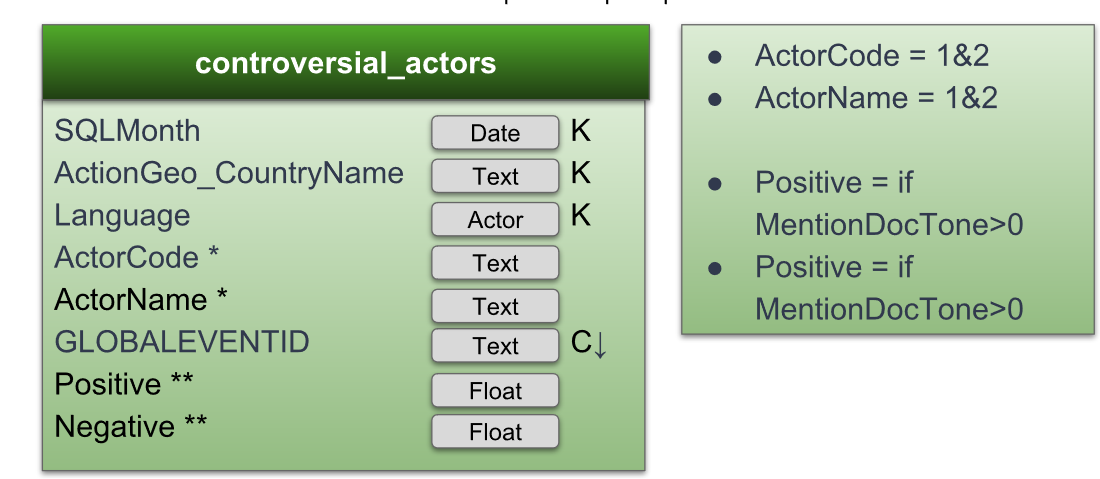 controversial_actors
SQLMonth Date K
ActionGeo_CountryName Text K
Language Actor K
ActorCode * Text
ActorName * Text
GLOBALEVENTID Text C↓
Positive ** Float
Negative ** Float
● ActorCode = 1&2
● ActorName = 1&2
● Positive = if
MentionDocTone>0
● Positive = if
MentionDocTone>0